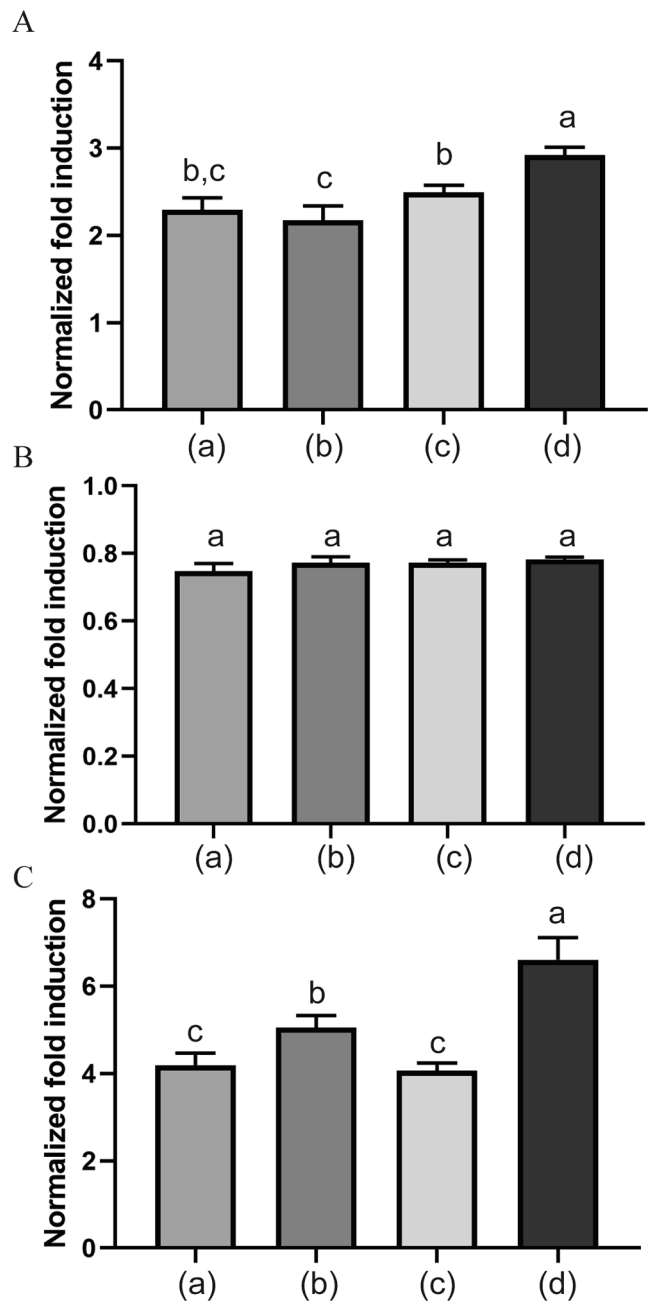 A
Normalized fold induction
4
3
2
1
0
b,c
c
b
a
(a)
(b)
(c)
(d)
B
Normalized fold induction
1.0
0.8
0.6
0.4
0.2
0.0
a
a
a
a
(a)
(b)
(c)
(d)
C
Normalized fold induction
8
6
4
2
0
c
b
c
a
(a)
(b)
(c)
(d)